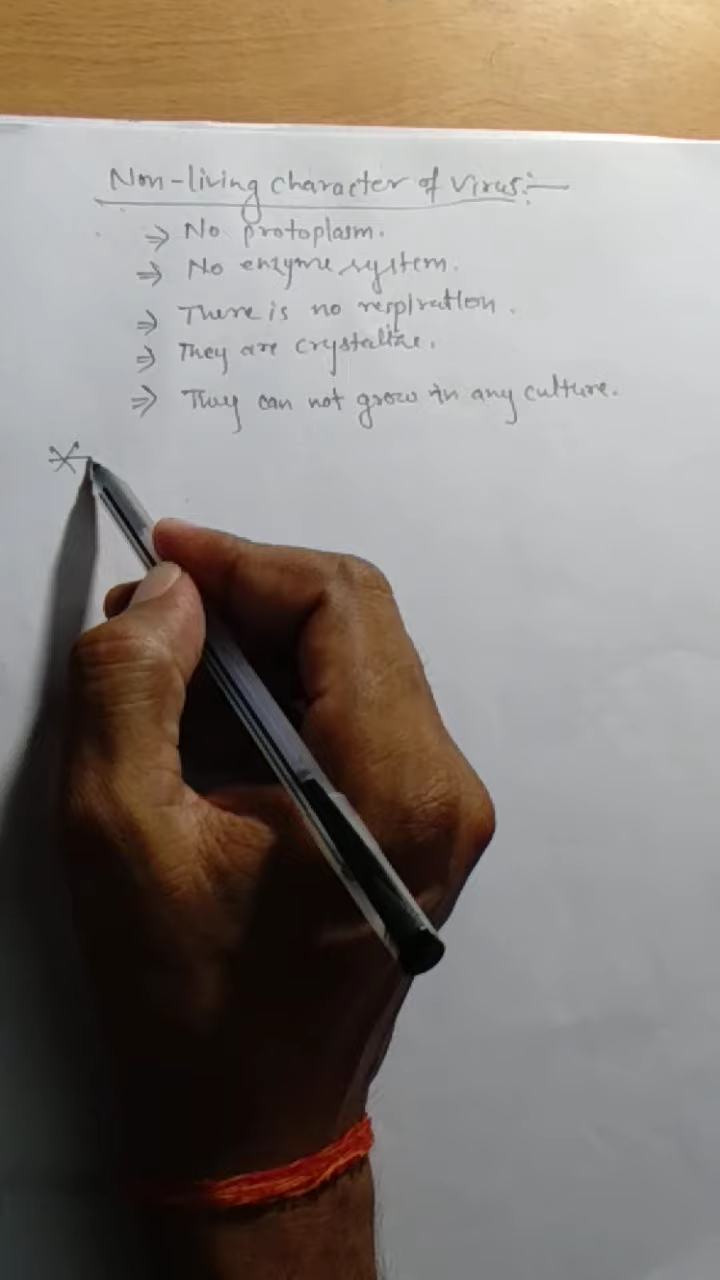 Non-living character of virus:-
⇒ No protoplasm.
⇒ No enzyme system.
⇒ There is no respiration.
⇒ They are crystalize.
⇒ They can not grow in any culture.